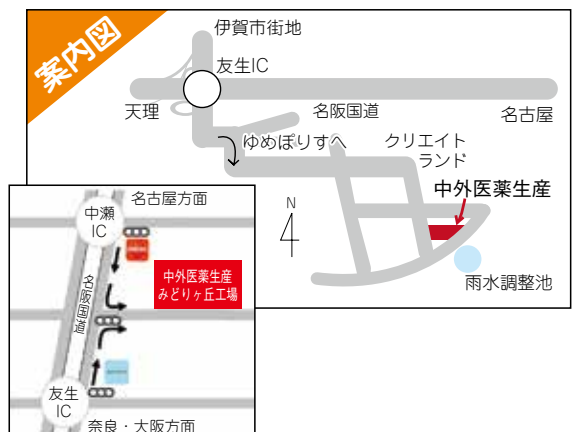 案内図
伊賀市街地
友生IC
天理
名阪国道
名古屋
ゆめぽりすへ
クリエイト
ランド
中外医薬生産
N
雨水調整池
名古屋方面
中瀬
IC
中外医薬生産
みどりヶ丘工場
名阪国道
友生
IC
奈良・大阪方面